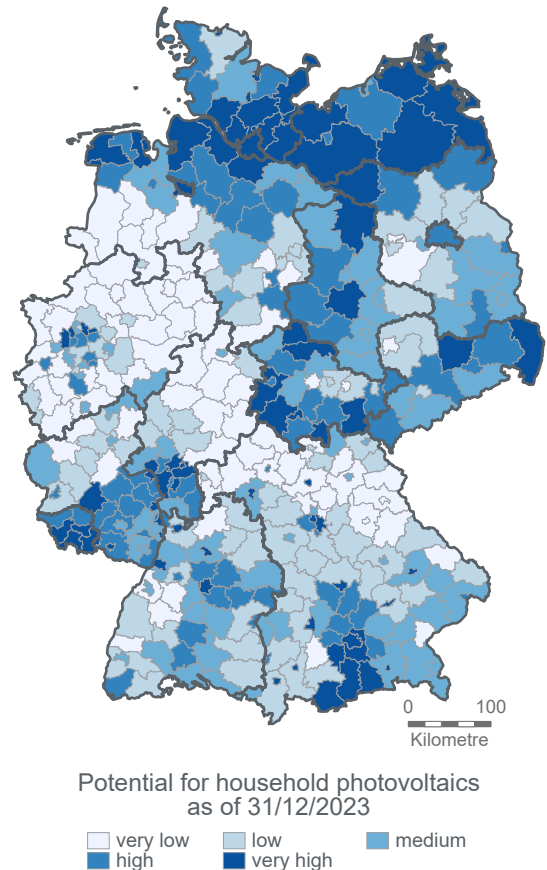 0 100
Kilometre
Potential for household photovoltaics
as of 31/12/2023
very low low medium
high very high